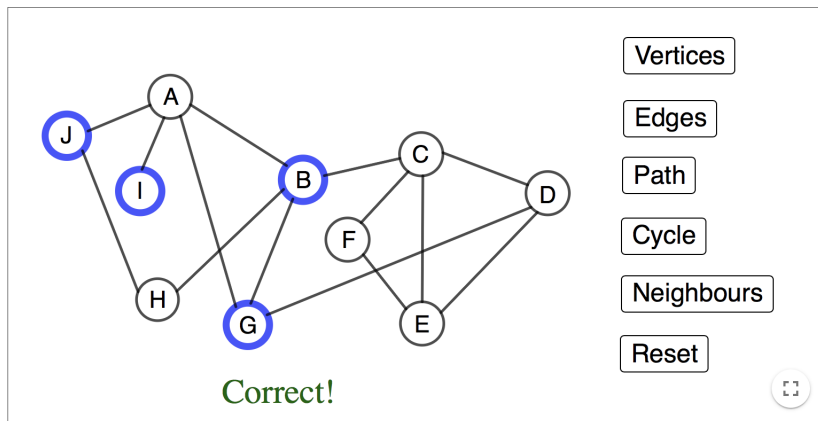 A
J
I
B
C
D
F
H
G
E
Correct!
Vertices
Edges
Path
Cycle
Neighbours
Reset